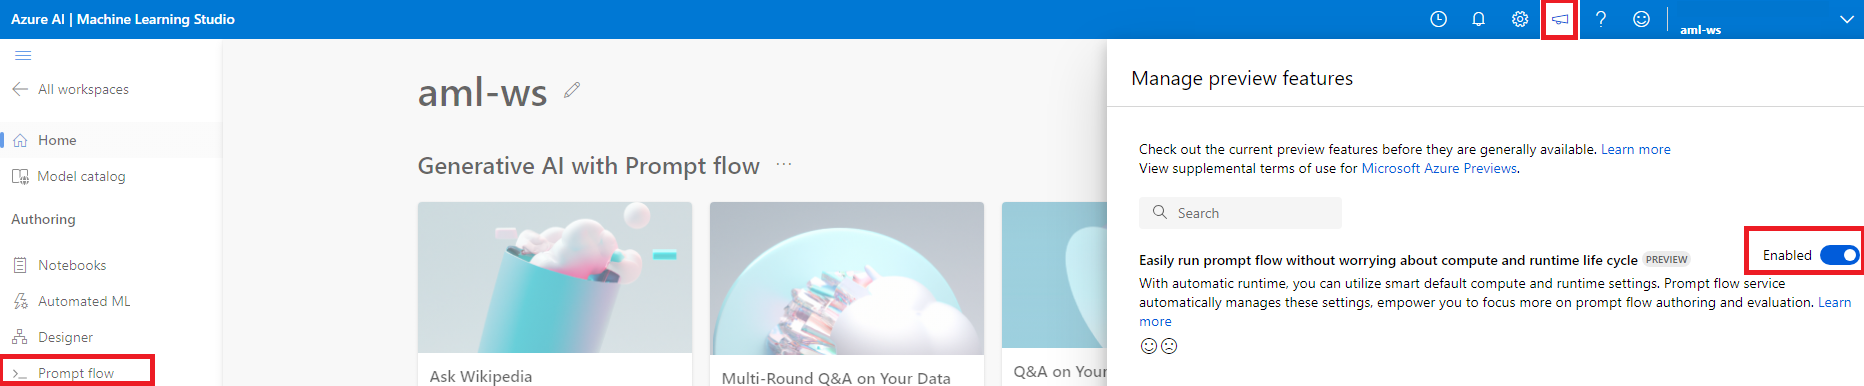 Azure AI | Machine Learning Studio
?
aml-ws
All workspaces
Home
Model catalog
Authoring
Notebooks
Automated ML
Designer
Prompt flow
aml-ws
Generative AI with Prompt flow ...
Ask Wikipedia
Multi-Round Q&A on Your Data
Q&A on Your
Manage preview features
Check out the current preview features before they are generally available. Learn more
View supplemental terms of use for Microsoft Azure Previews.
Search
Enabled
Easily run prompt flow without worrying about compute and runtime life cycle PREVIEW
With automatic runtime, you can utilize smart default compute and runtime settings. Prompt flow service
automatically manages these settings, empower you to focus more on prompt flow authoring and evaluation. Learn
more